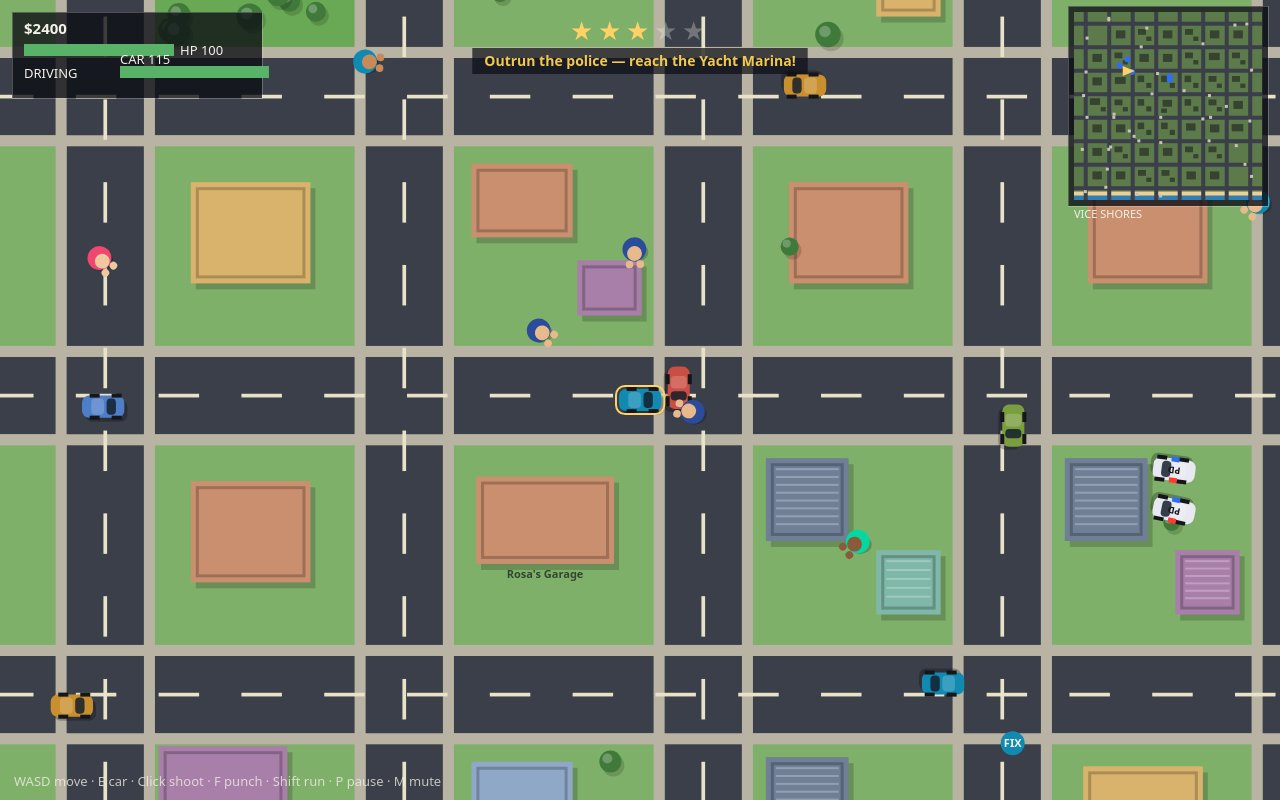 $2400
HP 100
CAR 115
DRIVING
Outrun the police — reach the Yacht Marina!
VICE SHORES
PD
PD
Rosa's Garage
FIX
WASD move · E car · Click shoot · F punch · Shift run · P pause · M mute